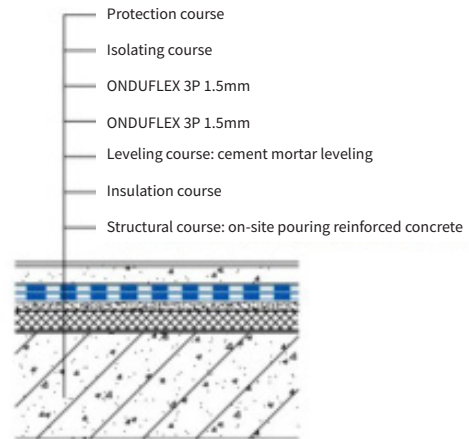 Protection course
Isolating course
ONDUFLEX 3P 1.5mm
ONDUFLEX 3P 1.5mm
Leveling course: cement mortar leveling
Insulation course
Structural course: on-site pouring reinforced concrete